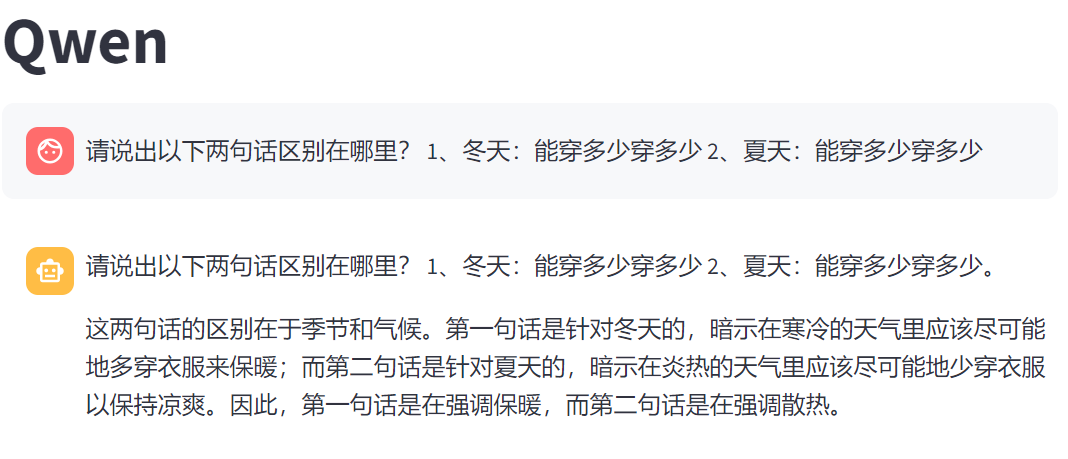 Qwen
请说出以下两句话区别在哪里？ 1、冬天：能穿多少穿多少 2、夏天：能穿多少穿多少
请说出以下两句话区别在哪里？ 1、冬天：能穿多少穿多少 2、夏天：能穿多少穿多少。
这两句话的区别在于季节和气候。第一句话是针对冬天的，暗示在寒冷的天气里应该尽可能
地多穿衣服来保暖；而第二句话是针对夏天的，暗示在炎热的天气里应该尽可能地少穿衣服
以保持凉爽。因此，第一句话是在强调保暖，而第二句话是在强调散热。